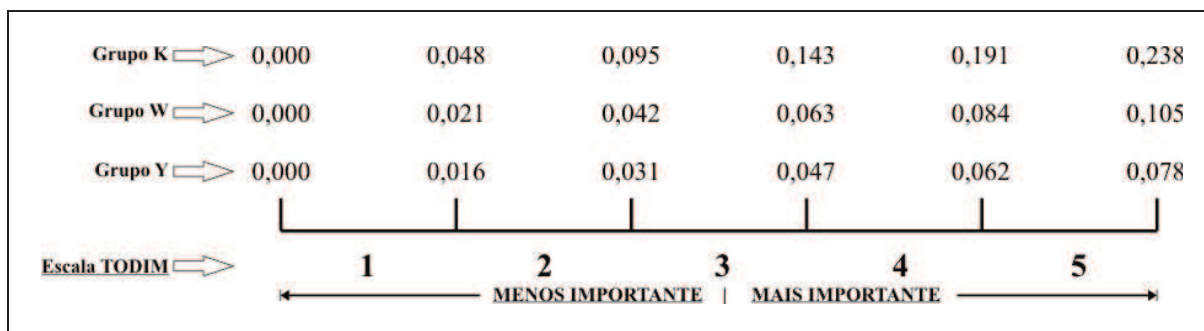 Grupo K 0,000 0,048 0,095 0,143 0,191 0,238
Grupo W 0,000 0,021 0,042 0,063 0,084 0,105
Grupo Y 0,000 0,016 0,031 0,047 0,062 0,078
Escala TODIM 1 2 3 4 5
MENOS IMPORTANTE | MAIS IMPORTANTE